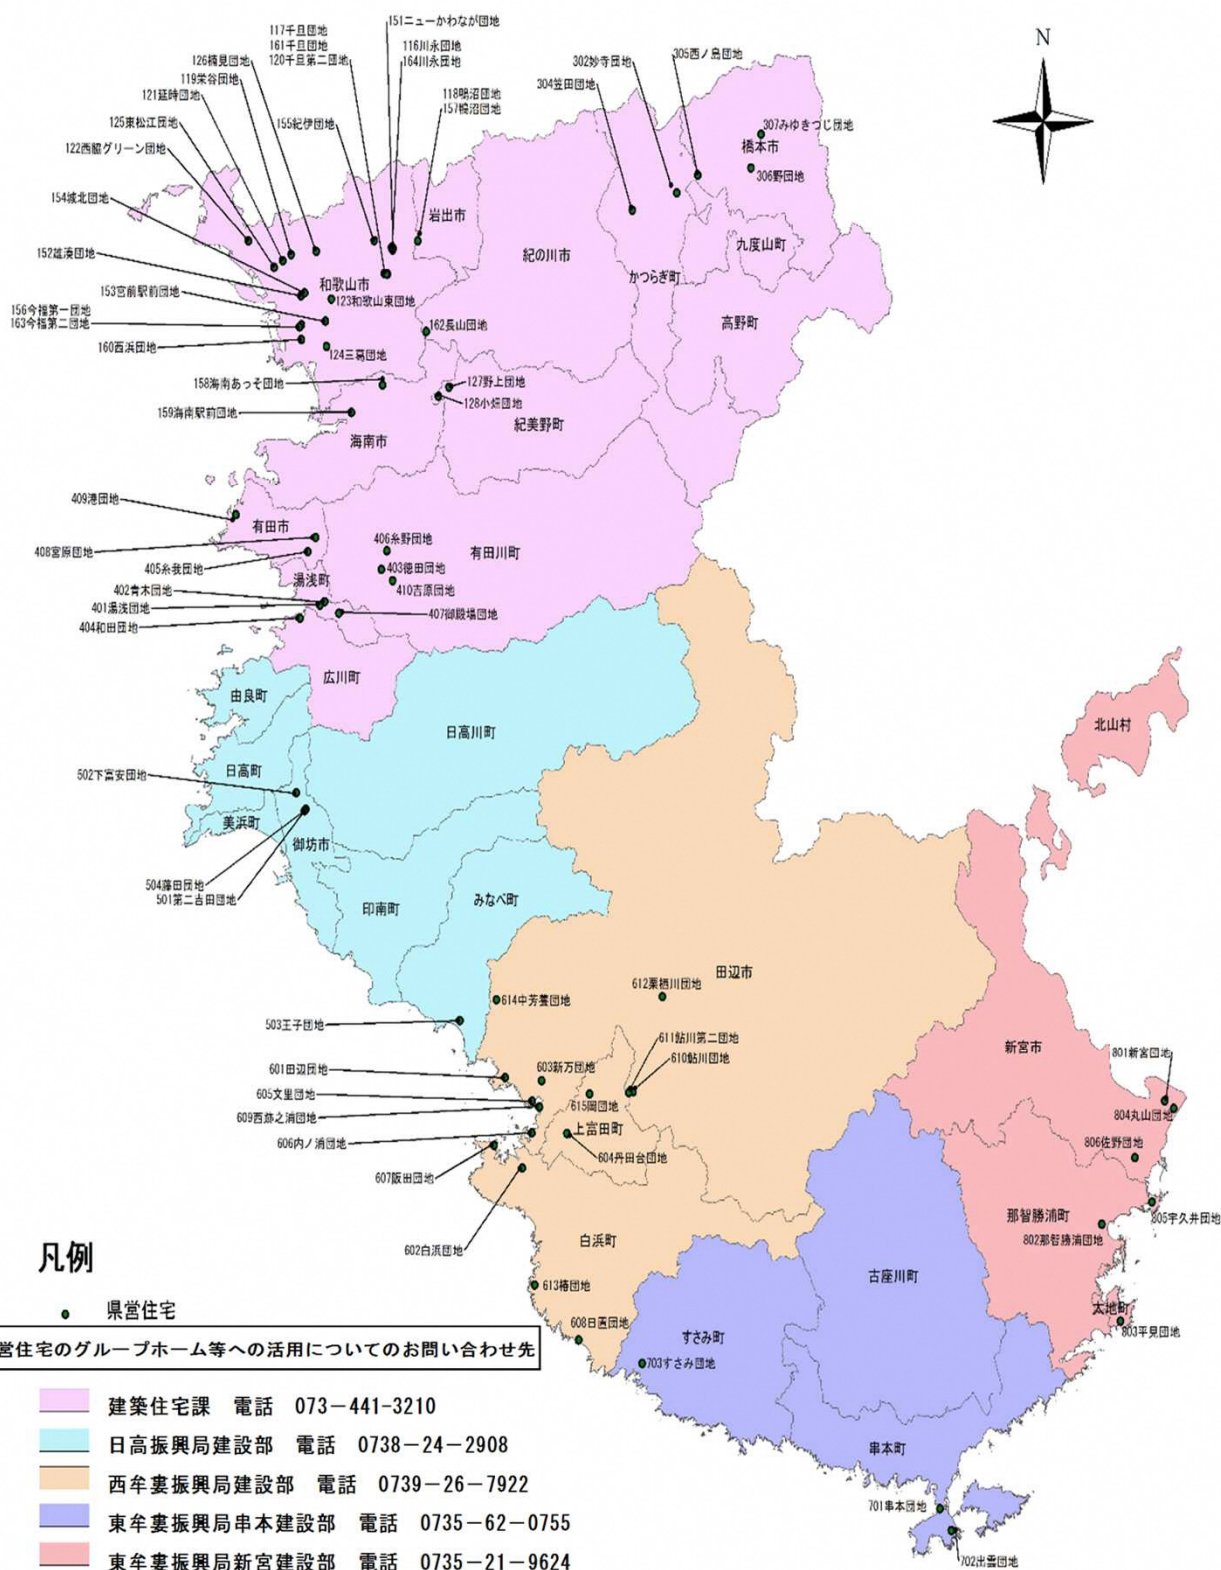 151ニューかわなが団地
117千旦団地
161千旦団地
120千旦第二団地
116川永団地
164川永団地
126楠見団地
119栄谷団地
121延時団地
125東松江団地
122西脇グリーン団地
155紀伊団地
118鴨沼団地
157鴨沼団地
302妙寺団地
305西ノ島団地
304笠田団地
N
307みゆきつじ団地
橋本市
306野団地
154城北団地
岩出市
152雄湊団地
紀の川市
九度山町
かつらぎ町
和歌山市
153宮前駅前団地
123和歌山東団地
156今福第一団地
163今福第二団地
高野町
162長山団地
160西浜団地
124三葛団地
158海南あっそ団地
127野上団地
128小畑団地
159海南駅前団地
紀美野町
海南市
409港団地
有田市
408宮原団地
406糸野団地
有田川町
405糸我団地
403徳田団地
湯浅町
410吉原団地
402青木団地
401湯浅団地
407御殿場団地
404和田団地
広川町
由良町
北山村
日高川町
502下富安団地
日高町
美浜町
御坊市
504藤田団地
501第二吉田団地
みなべ町
印南町
田辺市
612栗栖川団地
614中芳養団地
503王子団地
611鮎川第二団地
新宮市
801新宮団地
610鮎川団地
601田辺団地
603新万団地
605文里団地
615岡団地
804丸山団地
609西弥之浦団地
上富田町
606内ノ浦団地
806佐野団地
604丹田台団地
607阪田団地
805宇久井団地
那智勝浦町
802那智勝浦団地
白浜町
602白浜団地
凡例
古座川町
613椿団地
県営住宅
太地町
608日置団地
すさみ町
803平見団地
営住宅のグループホーム等への活用についてのお問い合わせ先
703すさみ団地
建築住宅課　電話　073－441-3210
日高振興局建設部　電話　0738－24－2908
串本町
西牟婁振興局建設部　電話　0739－26－7922
701串本団地
東牟婁振興局串本建設部　電話　0735－62－0755
702出雲団地
東牟婁振興局新宮建設部　電話　0735－21－9624